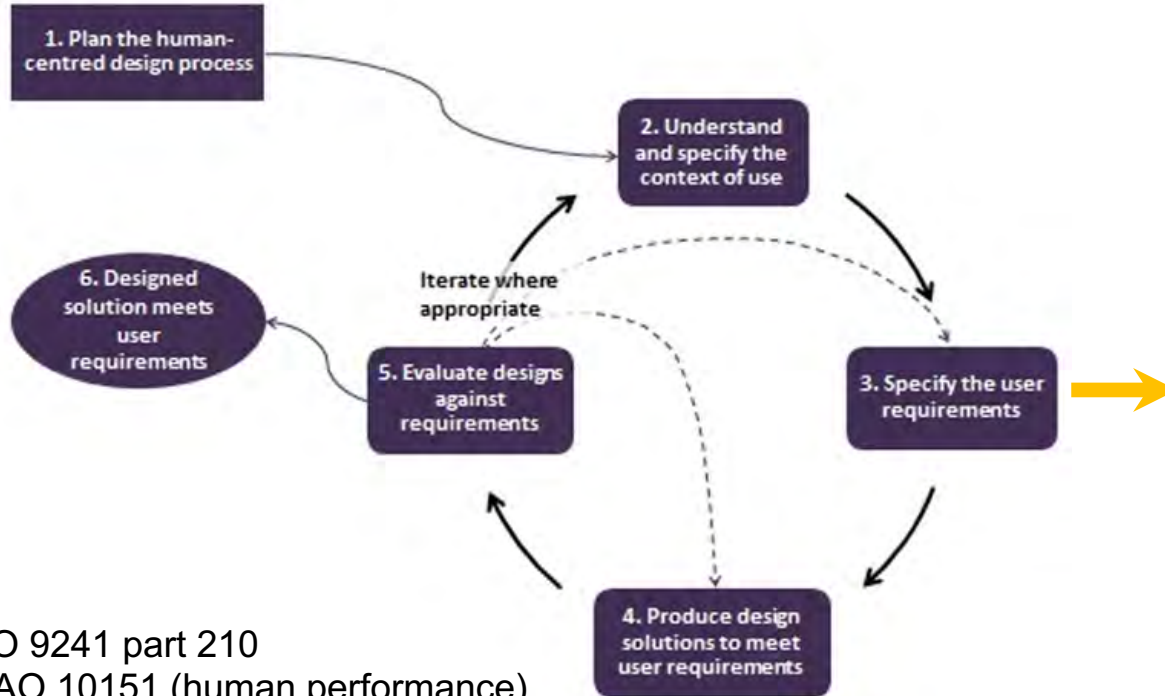 1. Plan the human-
centred design process
2. Understand
and specify the
context of use
Iterate where
appropriate
6. Designed
solution meets
user
requirements
5. Evaluate designs
against
requirements
3. Specify the user
requirements
4. Produce design
solutions to meet
user requirements
O 9241 part 210
AO 10151 (human performance)